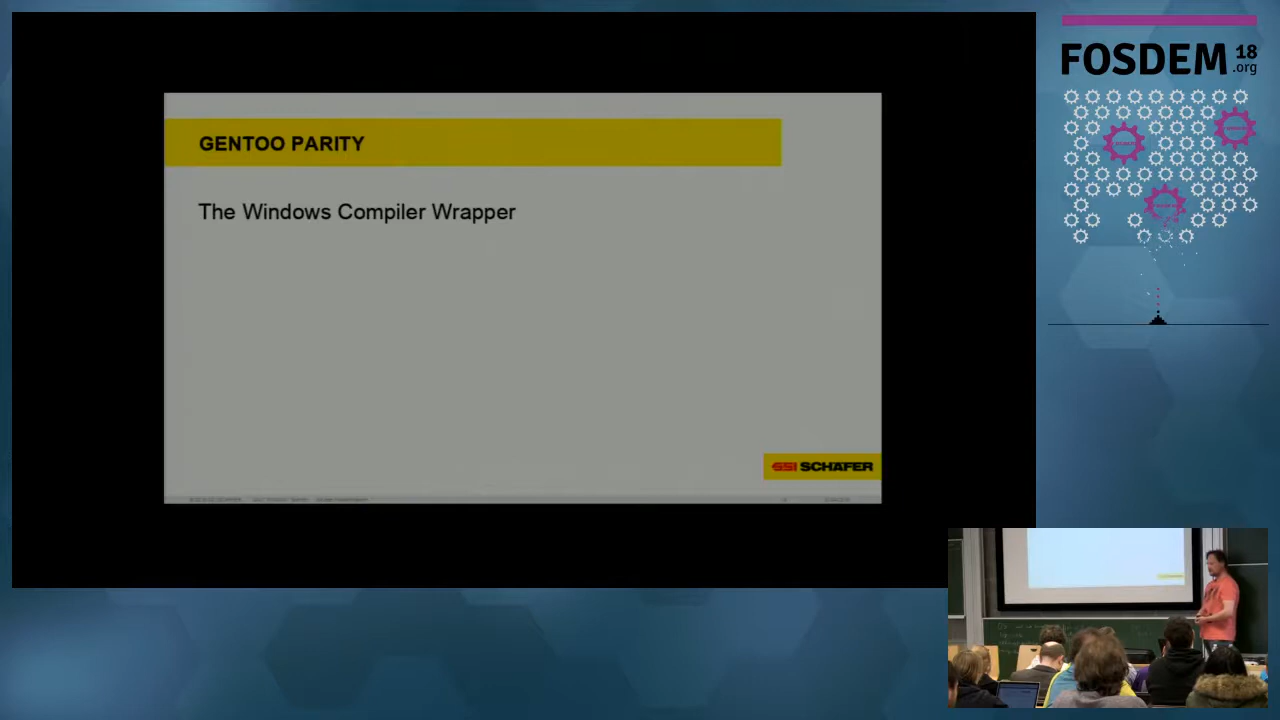 GENTOO PARITY
The Windows Compiler Wrapper
SSI SCHÄFER
FOSDEM 18
.org